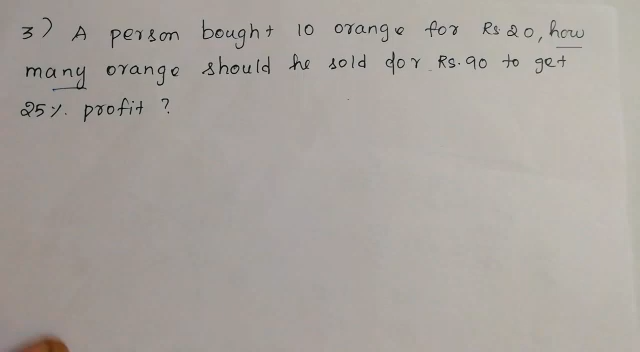 3) A person bought 10 orange for Rs 20, how
many orange should he sold for Rs. 90 to get
25%. profit ?